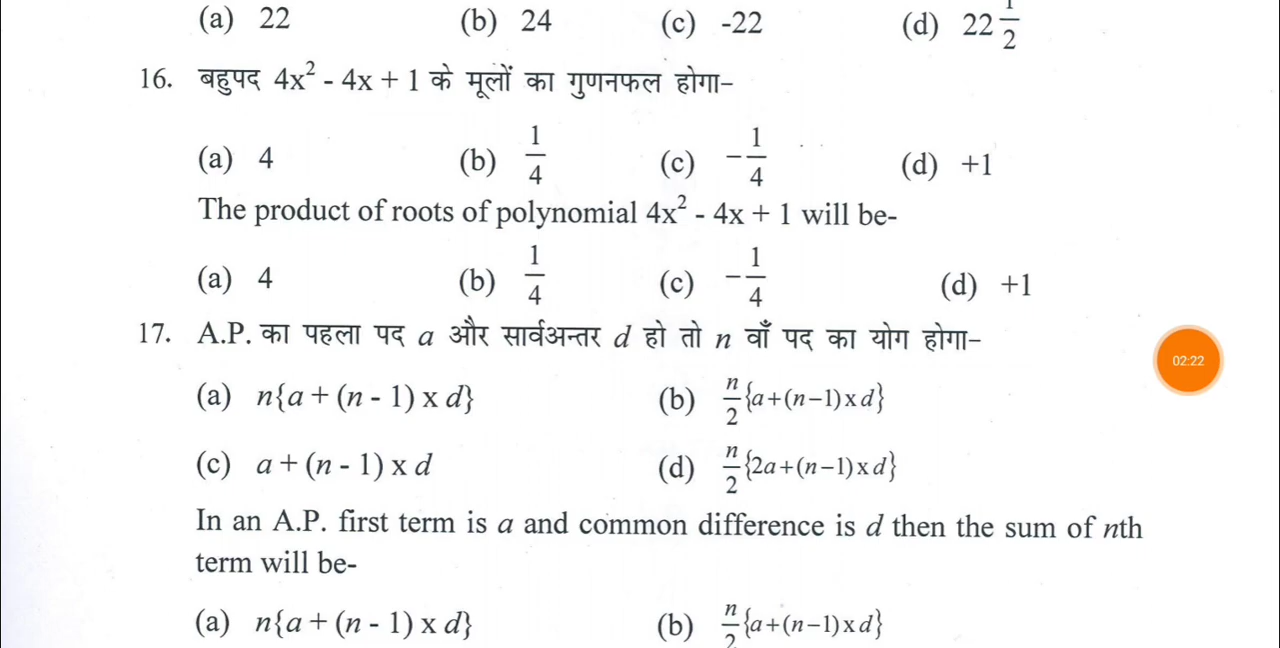 (a) 22 (b) 24 (c) -22 (d) 22 1/2
16. बहुपद 4x² - 4x + 1 के मूलों का गुणनफल होगा–
(a) 4 (b) 1/4 (c) -1/4 (d) +1
The product of roots of polynomial 4x² - 4x + 1 will be-
(a) 4 (b) 1/4 (c) -1/4 (d) +1
17. A.P. का पहला पद a और सार्वअन्तर d हो तो n वाँ पद का योग होगा–
02:22
(a) n{a + (n - 1) x d} (b) n/2{a+(n−1)xd}
(c) a + (n - 1) x d (d) n/2{2a+(n−1)xd}
In an A.P. first term is a and common difference is d then the sum of nth
term will be-
(a) n{a + (n - 1) x d} (b) n/2{a+(n−1)xd}